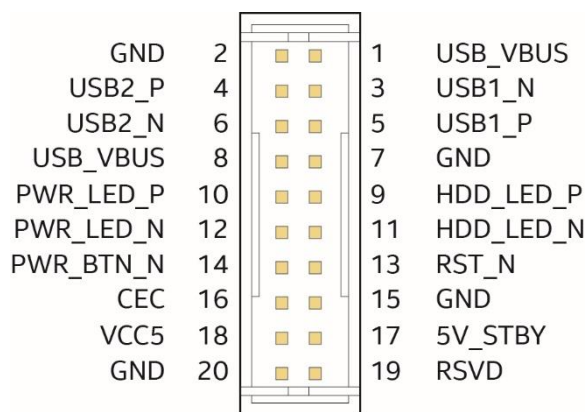 GND 2 1 USB_VBUS
USB2_P 4 3 USB1_N
USB2_N 6 5 USB1_P
USB_VBUS 8 7 GND
PWR_LED_P 10 9 HDD_LED_P
PWR_LED_N 12 11 HDD_LED_N
PWR_BTN_N 14 13 RST_N
CEC 16 15 GND
VCC5 18 17 5V_STBY
GND 20 19 RSVD